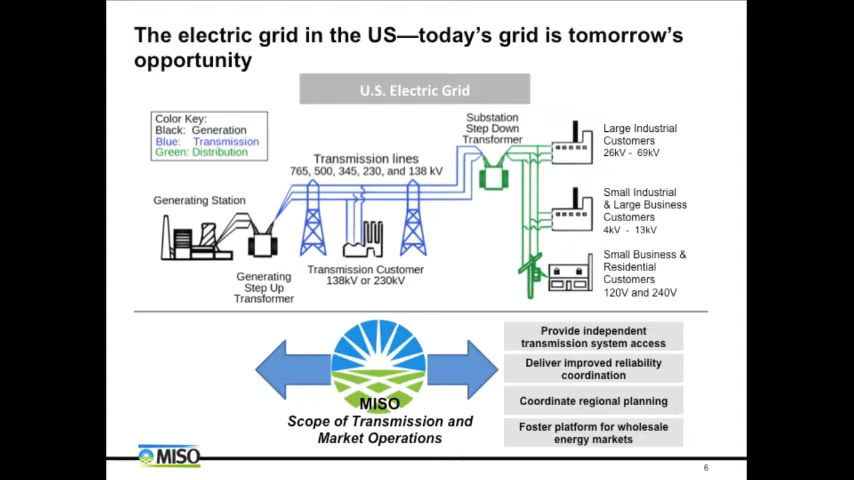 The electric grid in the US—today's grid is tomorrow's
opportunity
U.S. Electric Grid
Color Key:
Black: Generation
Blue: Transmission
Green: Distribution
Substation
Step Down
Transformer
Transmission lines
765, 500, 345, 230, and 138 kV
Large Industrial
Customers
26kV - 69kV
Generating Station
Small Industrial
& Large Business
Customers
4kV - 13kV
Generating
Step Up
Transformer
Transmission Customer
138kV or 230kV
Small Business &
Residential
Customers
120V and 240V
MISO
Scope of Transmission and
Market Operations
Provide independent
transmission system access
Deliver improved reliability
coordination
Coordinate regional planning
Foster platform for wholesale
energy markets
MISO
6